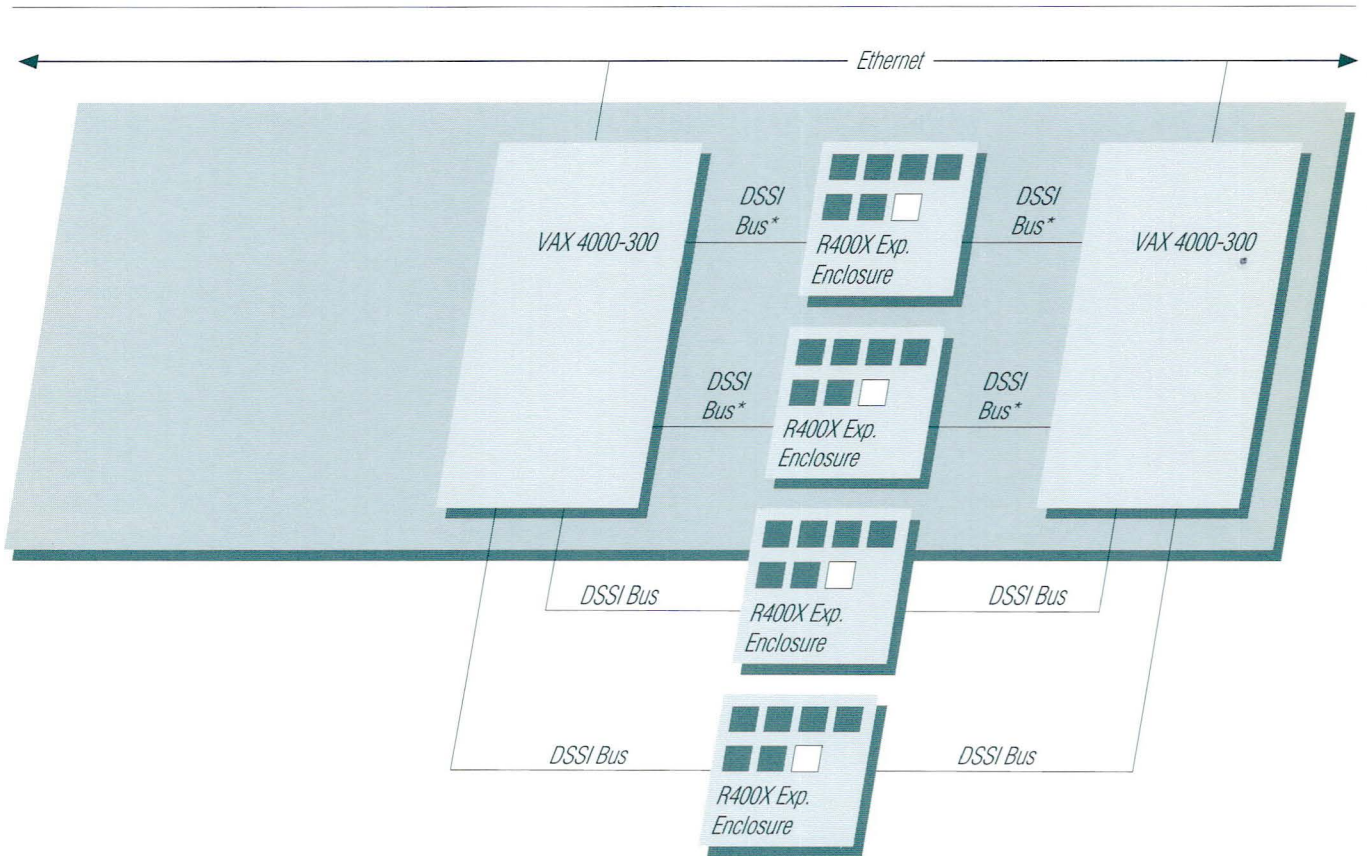 Ethernet
VAX 4000-300
DSSI
Bus*
R400X Exp.
Enclosure
DSSI
Bus*
VAX 4000-300
DSSI
Bus*
R400X Exp.
Enclosure
DSSI
Bus*
DSSI Bus
R400X Exp.
Enclosure
DSSI Bus
DSSI Bus
R400X Exp.
Enclosure
DSSI Bus